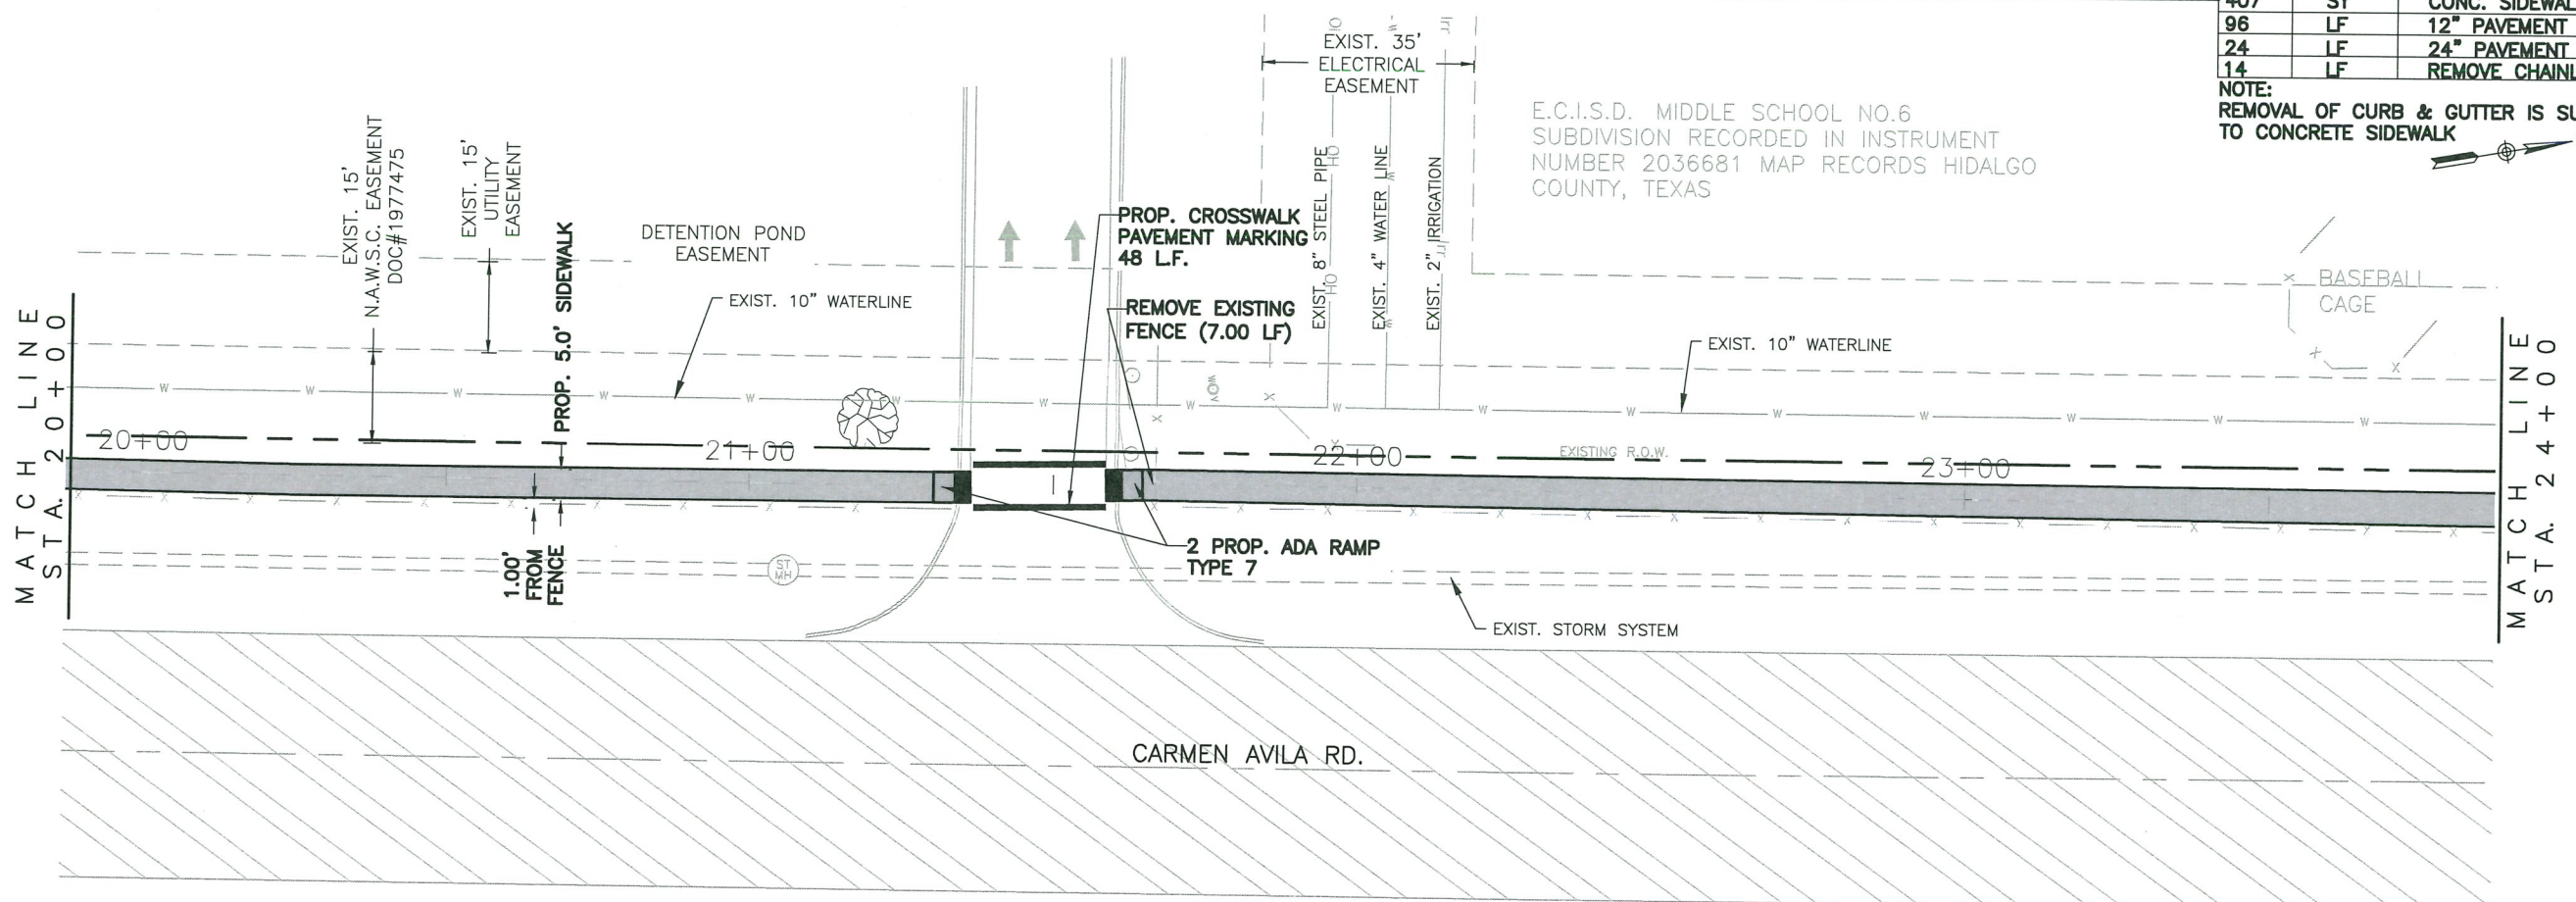 SY CONC. SIDEWAL
96 LF 12" PAVEMENT
24 LF 24" PAVEMENT
14 LF REMOVE CHAINL
NOTE:
REMOVAL OF CURB & GUTTER IS SU
TO CONCRETE SIDEWALK
EXIST. 35'
ELECTRICAL
EASEMENT
E.C.I.S.D. MIDDLE SCHOOL NO.6
SUBDIVISION RECORDED IN INSTRUMENT
NUMBER 2036681 MAP RECORDS HIDALGO
COUNTY, TEXAS
EXIST. 15'
N.A.W.S.C. EASEMENT
DOC#1977475
EXIST. 15'
UTILITY
EASEMENT
PROP. 5.0' SIDEWALK
DETENTION POND
EASEMENT
EXIST. 10" WATERLINE
PROP. CROSSWALK
PAVEMENT MARKING
48 L.F.
REMOVE EXISTING
FENCE (7.00 LF)
EXIST. 8" STEEL PIPE
EXIST. 4" WATER LINE
EXIST. 2" IRRIGATION
EXIST. 10" WATERLINE
BASEBALL
CAGE
MATCH LINE
STA. 20+00
20+00
21+00
22+00
EXISTING R.O.W.
23+00
MATCH LINE
STA. 24+00
1.00'
FROM
FENCE
ST
MH
2 PROP. ADA RAMP
TYPE 7
EXIST. STORM SYSTEM
CARMEN AVILA RD.